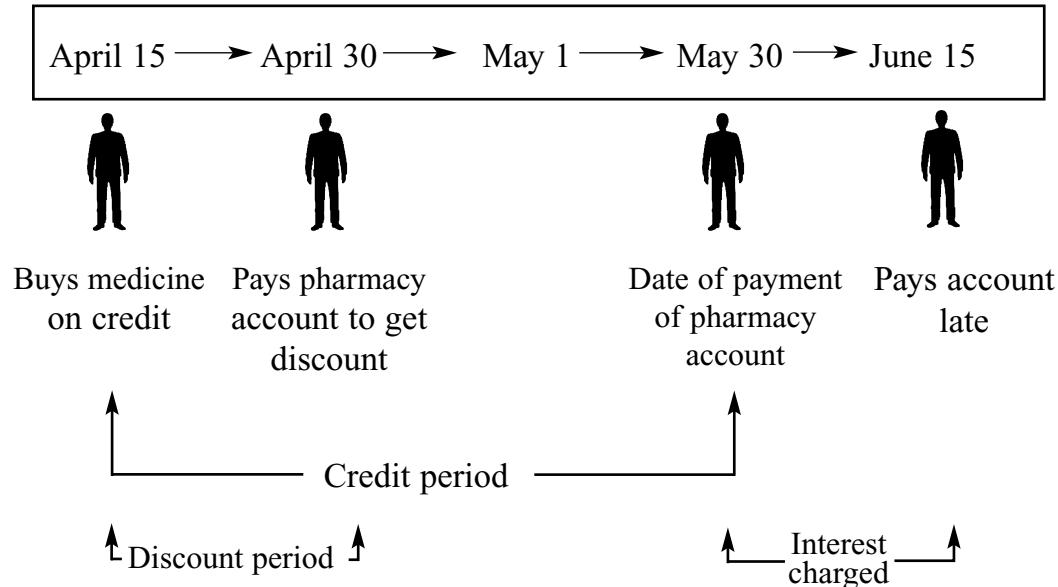 April 15 April 30 May 1 May 30 June 15
Buys medicine
on credit
Pays pharmacy
account to get
discount
Date of payment
of pharmacy
account
Pays account
late
Credit period
Discount period
Interest
charged